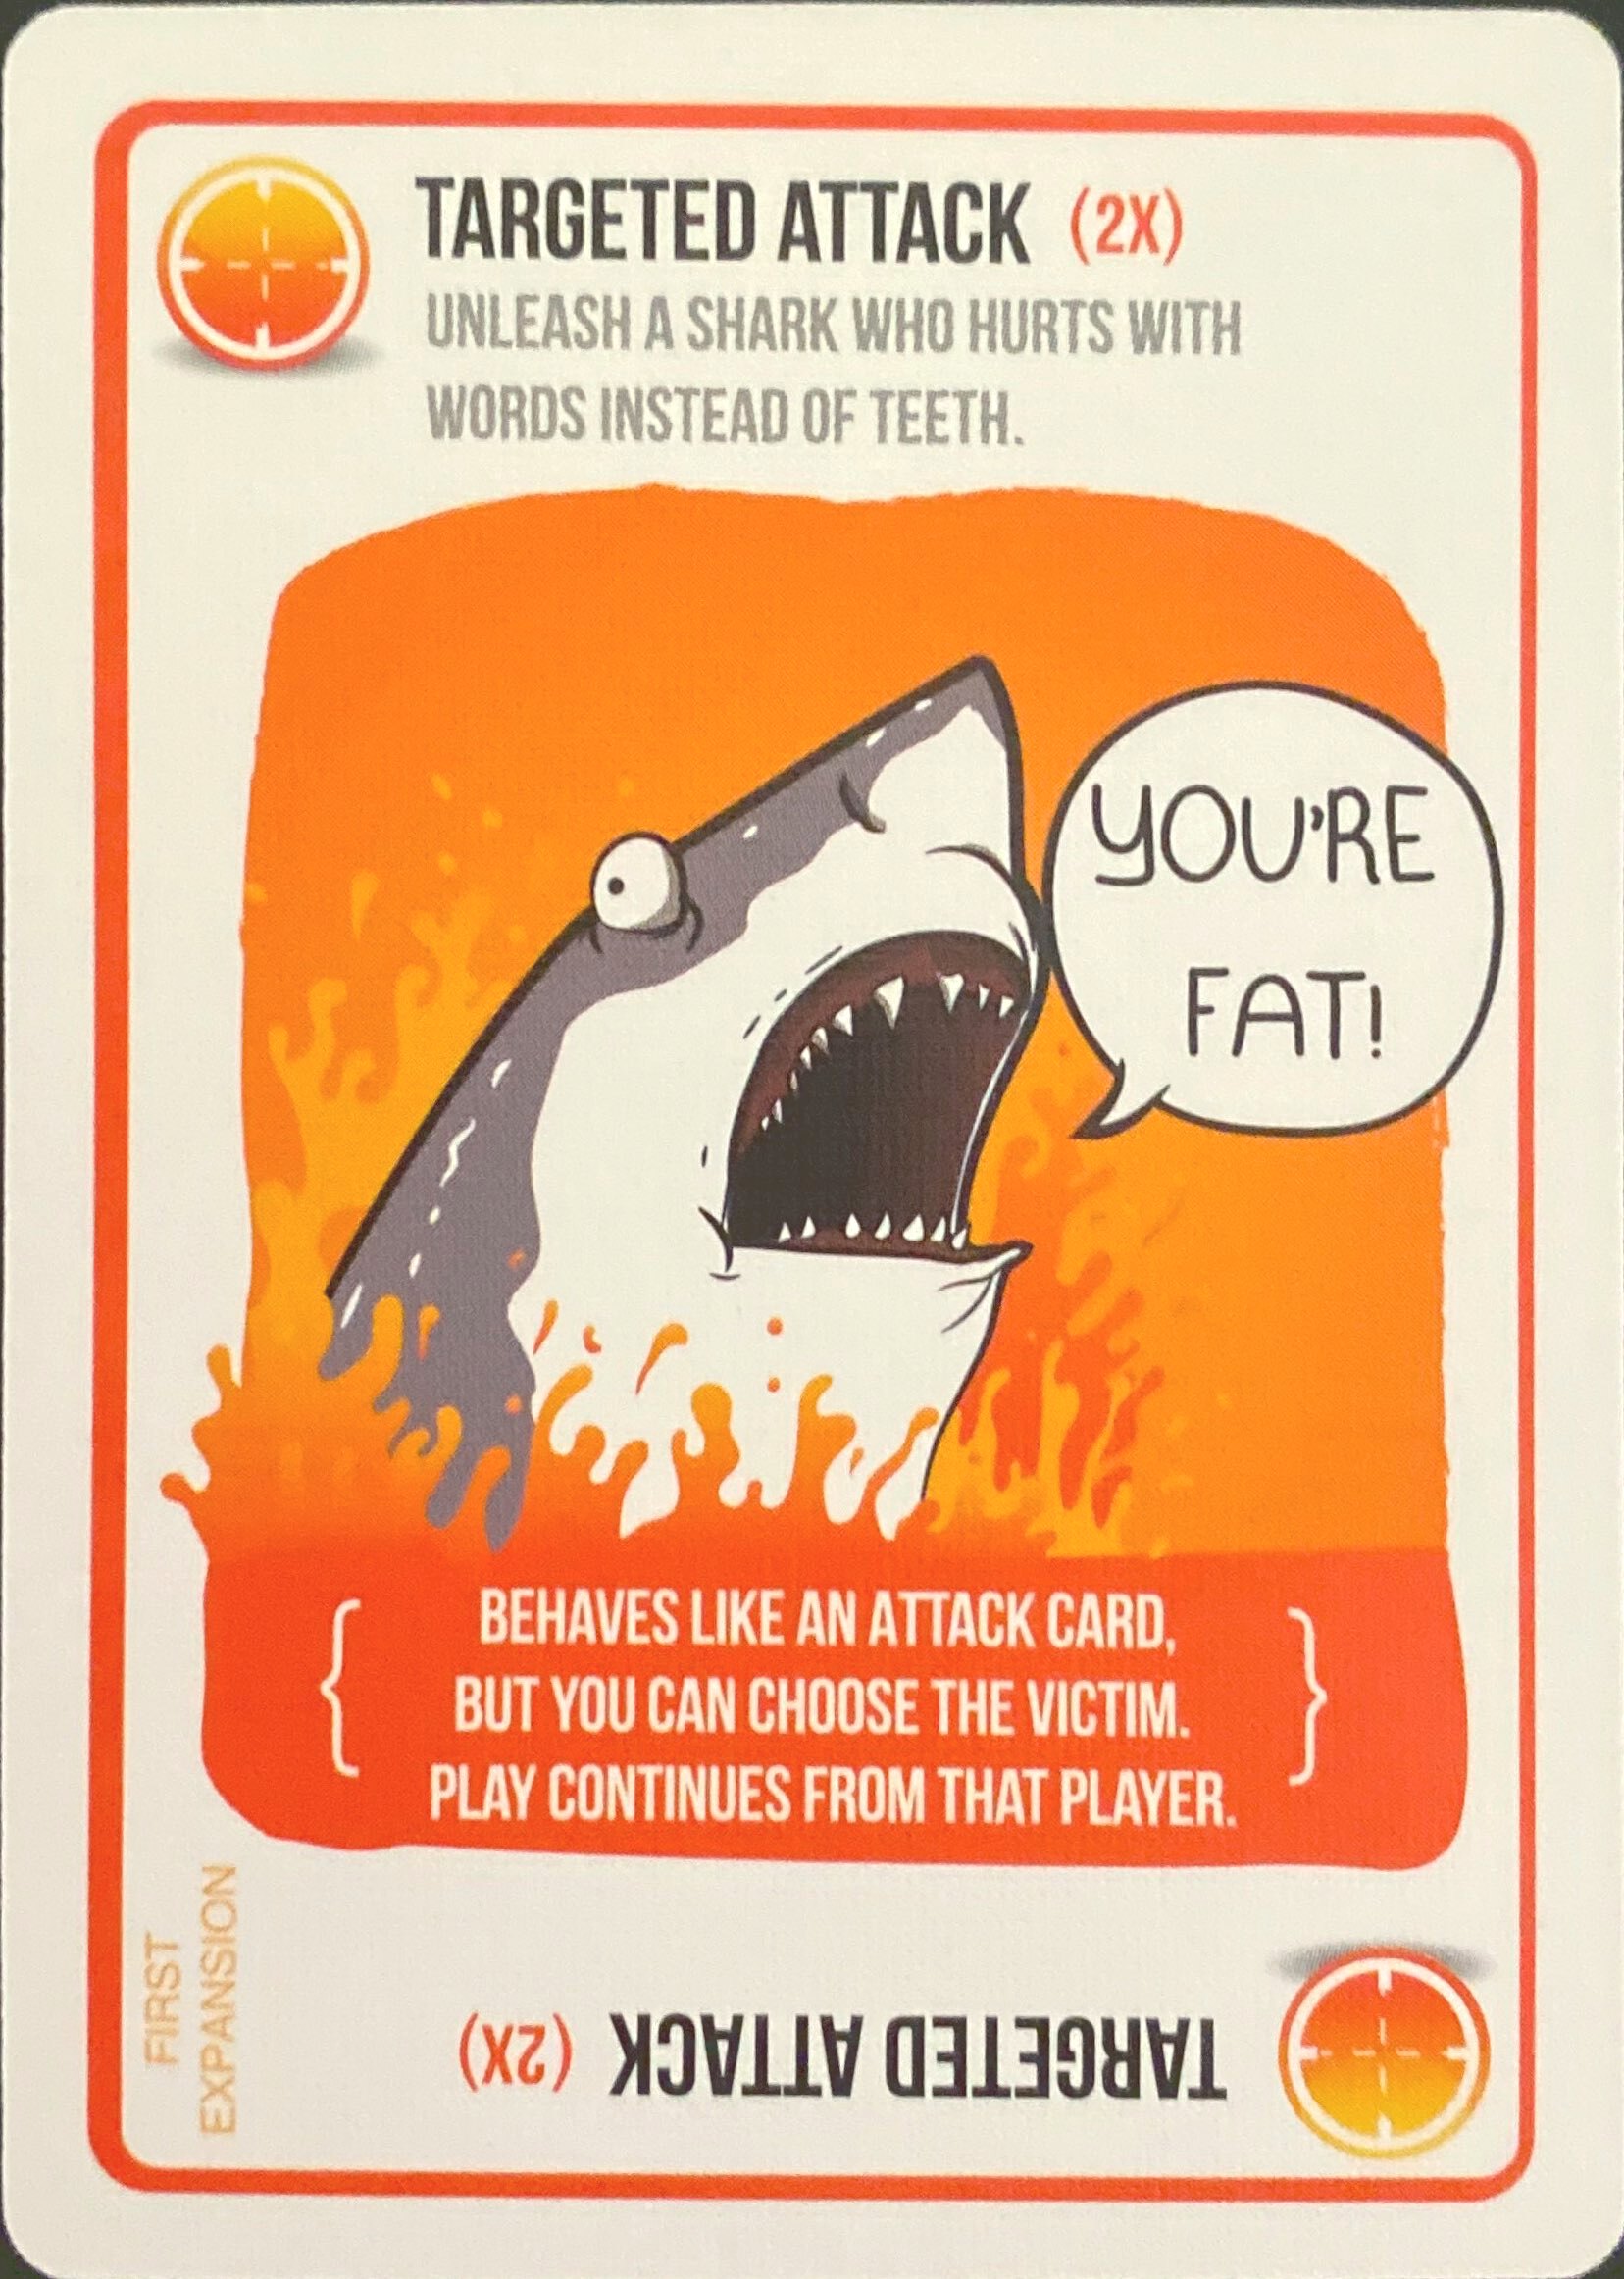 TARGETED ATTACK (2X)
UNLEASH A SHARK WHO HURTS WITH
WORDS INSTEAD OF TEETH.
YOU'RE
FAT!
{ BEHAVES LIKE AN ATTACK CARD, }
BUT YOU CAN CHOOSE THE VICTIM.
PLAY CONTINUES FROM THAT PLAYER.
FIRST
EXPANSION
TARGETED ATTACK (2X)